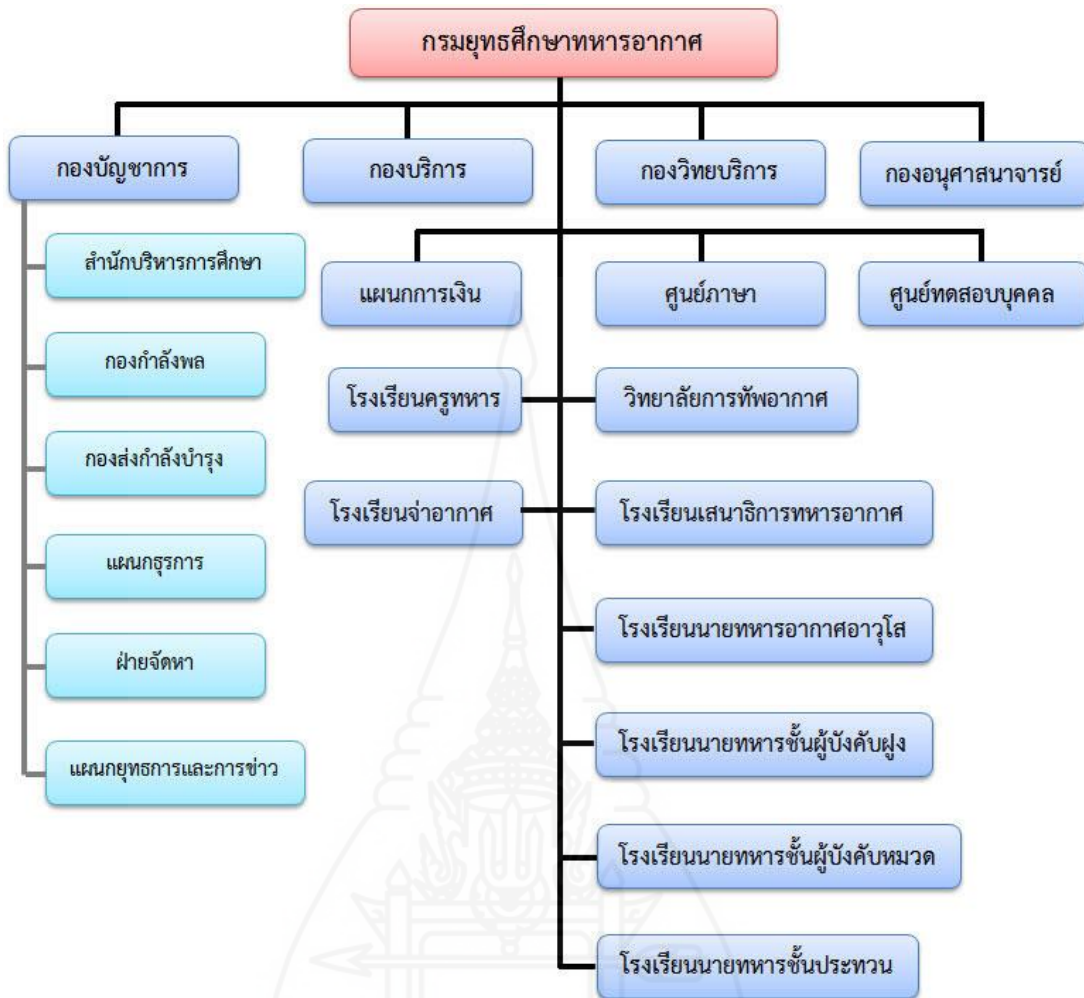 กรมยุทธศึกษาทหารอากาศ
กองบัญชาการ
กองบริการ
กองวิทยบริการ
กองอนุศาสนาจารย์
สำนักบริหารการศึกษา
กองกำลังพล
กองส่งกำลังบำรุง
แผนกธุรการ
ฝ่ายจัดหา
แผนกยุทธการและการข่าว
แผนกการเงิน
ศูนย์ภาษา
ศูนย์ทดสอบบุคคล
โรงเรียนครูทหาร
วิทยาลัยการทัพอากาศ
โรงเรียนจ่าอากาศ
โรงเรียนเสนาธิการทหารอากาศ
โรงเรียนนายทหารอากาศอาวุโส
โรงเรียนนายทหารชั้นผู้บังคับฝูง
โรงเรียนนายทหารชั้นผู้บังคับหมวด
โรงเรียนนายทหารชั้นประทวน